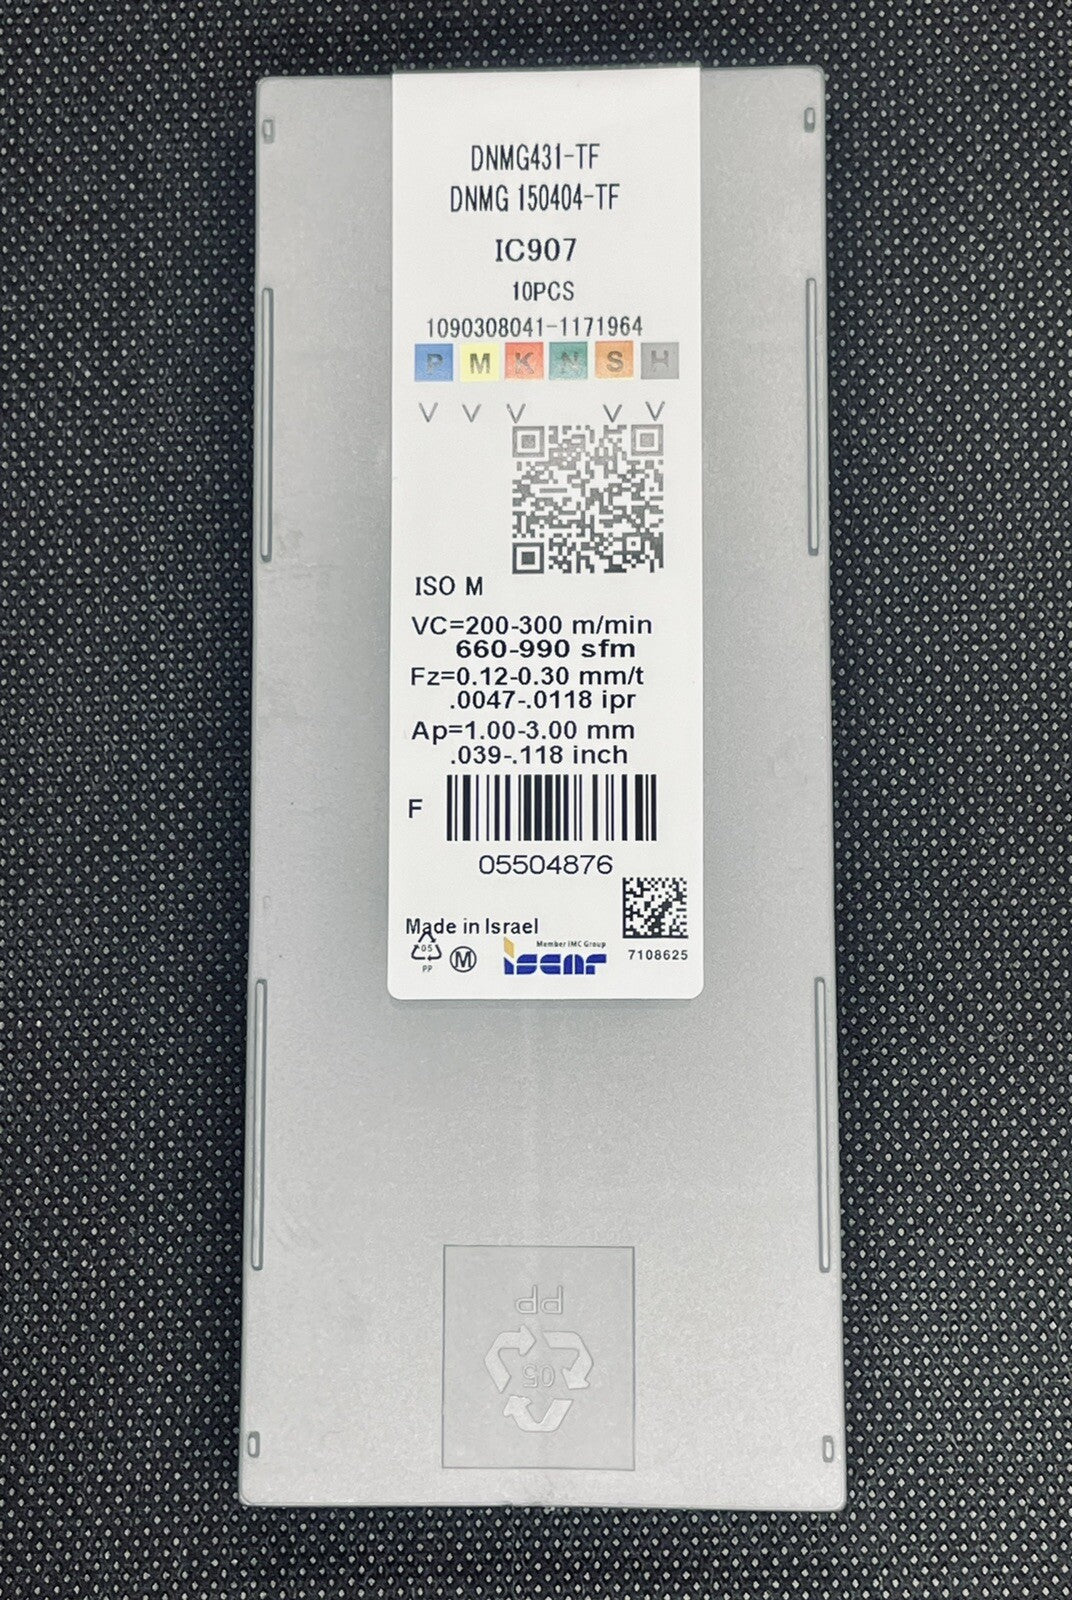 DNMG431-TF
DNMG 150404-TF
IC907
10PCS
1090308041-1171964
P M K N S H
V V V V V
ISO M
VC=200-300 m/min
660-990 sfm
Fz=0.12-0.30 mm/t
.0047-.0118 ipr
Ap=1.00-3.00 mm
.039-.118 inch
F
05504876
Made in Israel
05
PP
M
Member IMC Group
iscar
7108625
PP
05